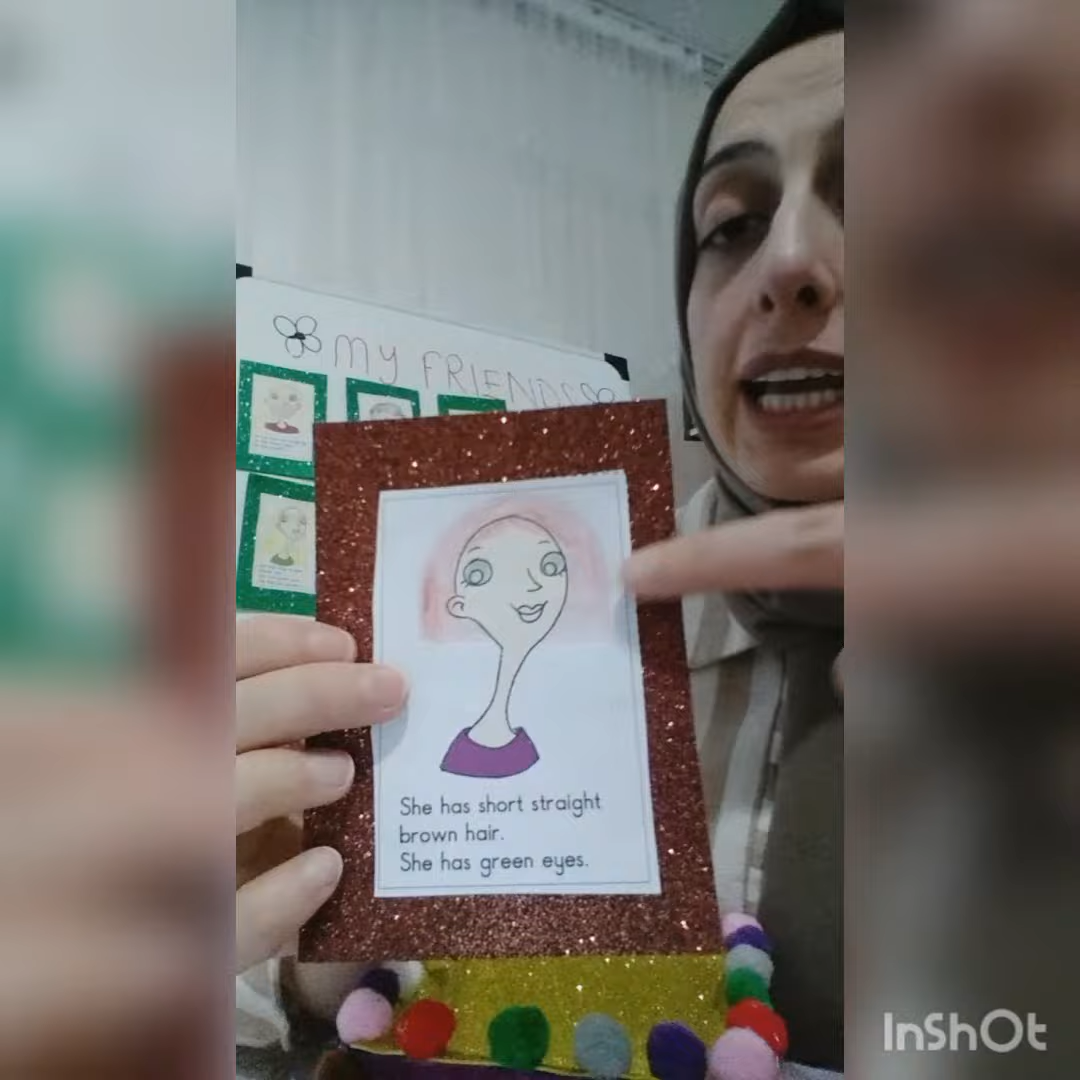 MY FRIENDS
She has short straight
brown hair.
She has green eyes.
InShOt